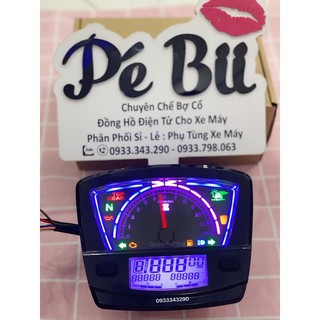 Pé Bự
Chuyên Chế Bợ Cổ
Đồng Hồ Điện Tử Cho Xe Máy
Phân Phối Sỉ - Lẻ : Phụ Tùng Xe Máy
0933.343.290 - 0933.798.063
N
0933343290